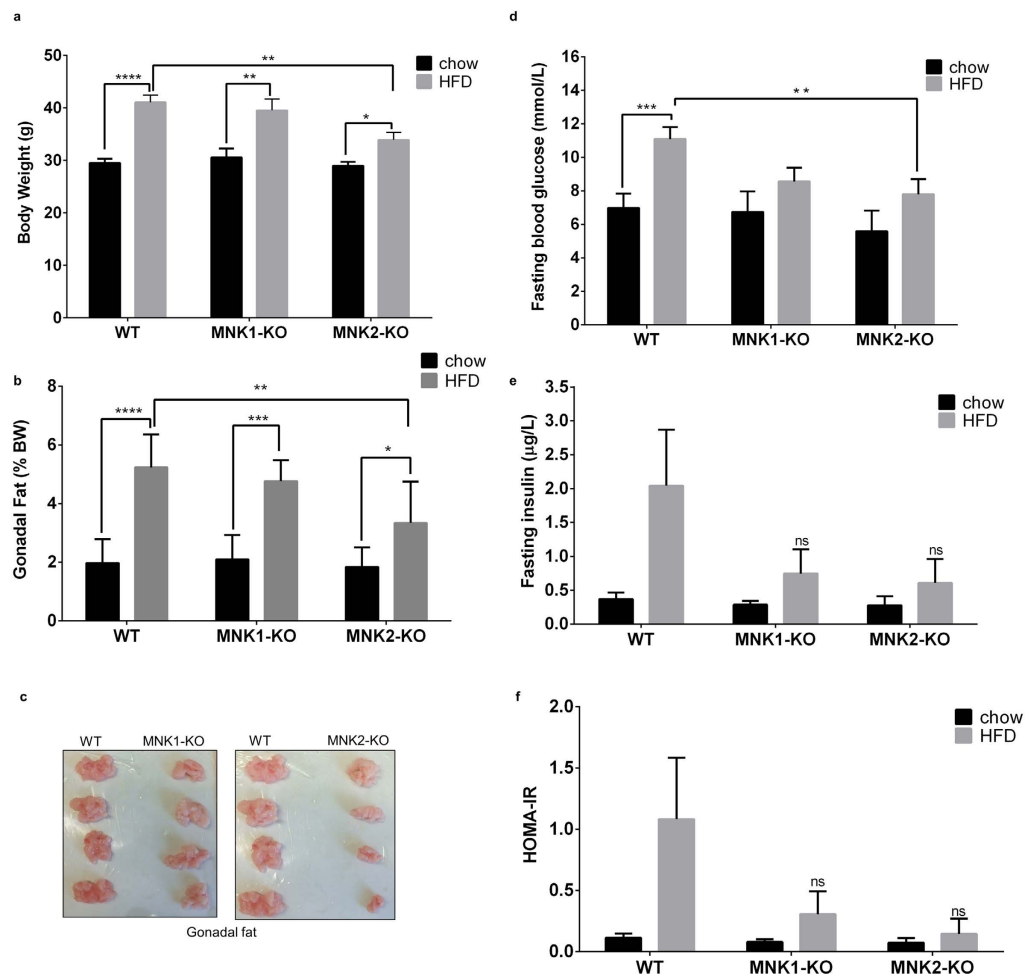 a
Body Weight (g)
50
40
30
20
10
0
****
**
**
*
chow
HFD
WT MNK1-KO MNK2-KO
b
Gonadal Fat (% BW)
8
6
4
2
0
****
***
**
*
chow
HFD
WT MNK1-KO MNK2-KO
c
WT MNK1-KO WT MNK2-KO
Gonadal fat
d
Fasting blood glucose (mmol/L)
16
14
12
10
8
6
4
2
0
***
* *
chow
HFD
WT MNK1-KO MNK2-KO
e
Fasting insulin (µg/L)
3.5
3.0
2.5
2.0
1.5
1.0
0.5
0.0
ns
ns
chow
HFD
WT MNK1-KO MNK2-KO
f
HOMA-IR
2.0
1.5
1.0
0.5
0.0
ns
ns
chow
HFD
WT MNK1-KO MNK2-KO